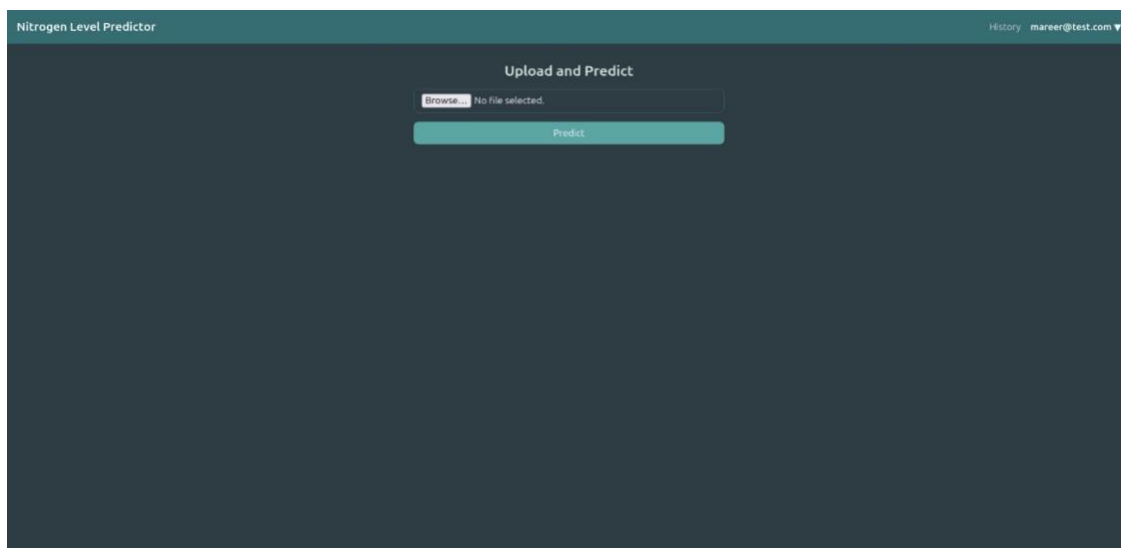 Nitrogen Level Predictor
History mareer@test.com ▼
Upload and Predict
Browse... No file selected.
Predict